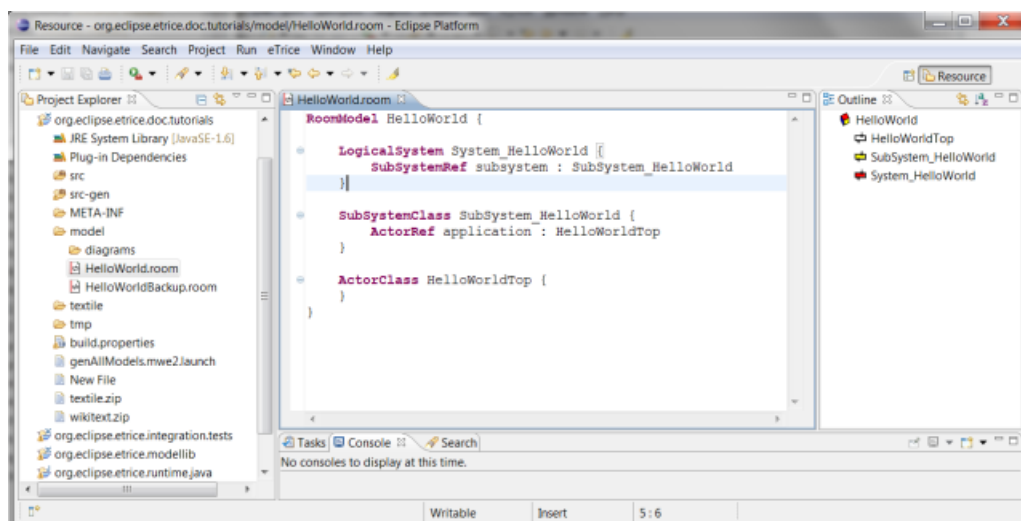 Resource - org.eclipse.etrice.doc.tutorials/model/HelloWorld.room - Eclipse Platform
File Edit Navigate Search Project Run eTrice Window Help
Resource
Project Explorer
org.eclipse.etrice.doc.tutorials
JRE System Library [JavaSE-1.6]
Plug-in Dependencies
src
src-gen
META-INF
model
diagrams
HelloWorld.room
HelloWorldBackup.room
textile
tmp
build.properties
genAllModels.mwe2.launch
New File
textile.zip
wikitext.zip
org.eclipse.etrice.integration.tests
org.eclipse.etrice.modellib
org.eclipse.etrice.runtime.java
HelloWorld.room
RoomModel HelloWorld {
LogicalSystem System_HelloWorld {
SubSystemRef subsystem : SubSystem_HelloWorld
}
SubSystemClass SubSystem_HelloWorld {
ActorRef application : HelloWorldTop
}
ActorClass HelloWorldTop {
}
}
Outline
HelloWorld
HelloWorldTop
SubSystem_HelloWorld
System_HelloWorld
Tasks Console Search
No consoles to display at this time.
Writable Insert 5 : 6